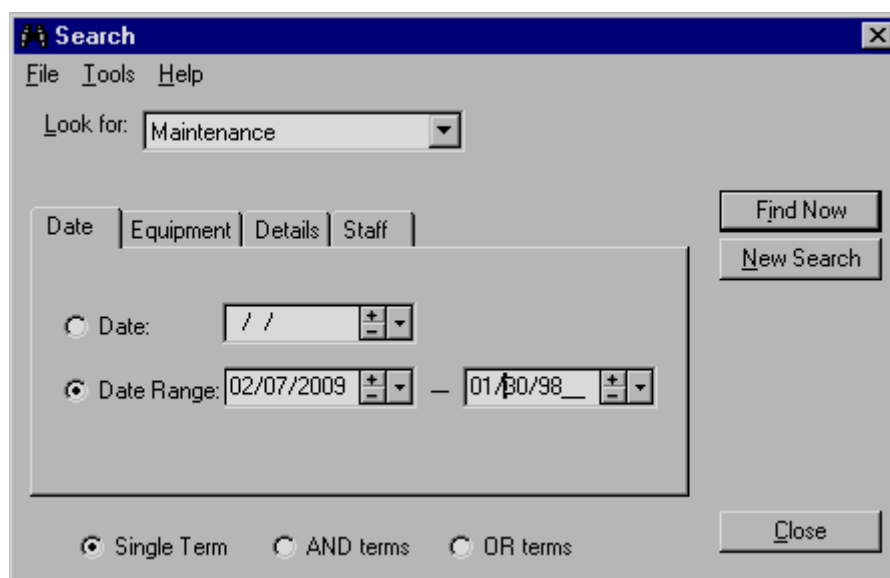 Search
File Tools Help
Look for: Maintenance
Find Now
Date Equipment Details Staff
New Search
Date: / /
Date Range: 02/07/2009 — 01/30/98__
Close
Single Term AND terms OR terms